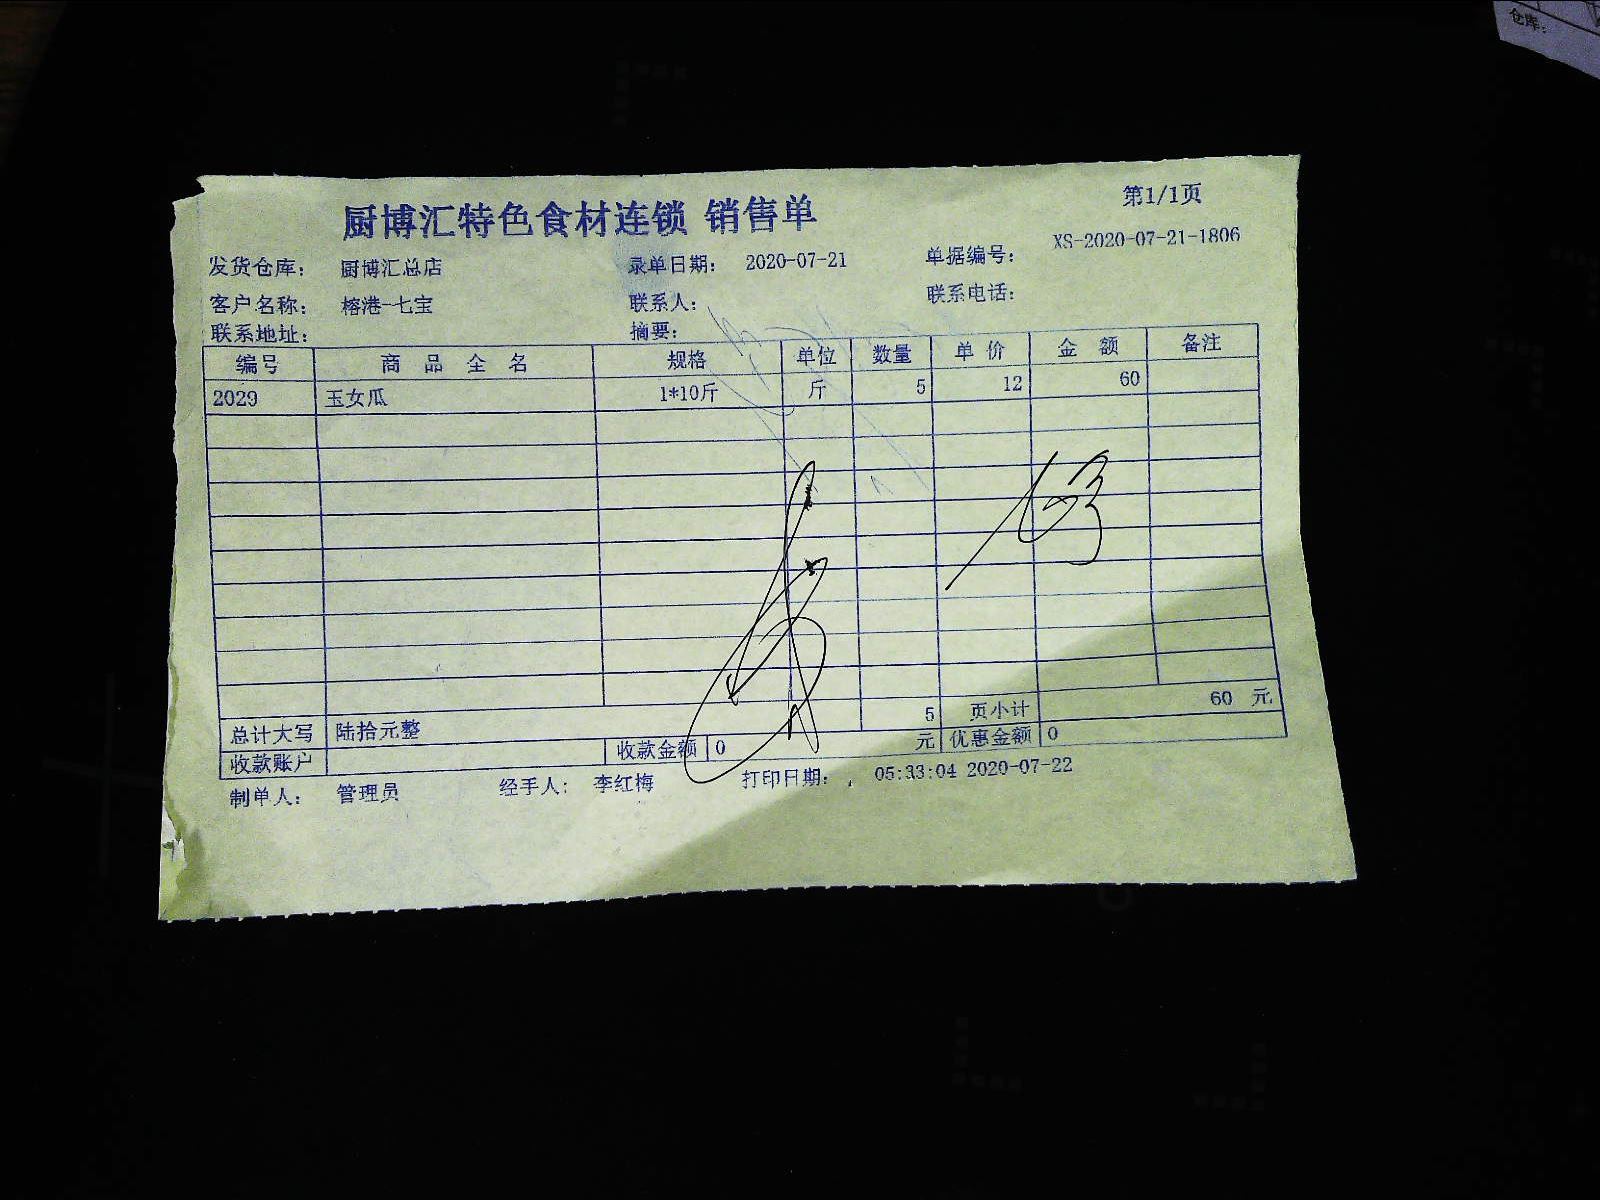 仓库：
第1/1页
厨博汇特色食材连锁 销售单
发货仓库： 厨博汇总店 录单日期： 2020-07-21 单据编号： XS-2020-07-21-1806
客户名称： 榕港-七宝 联系人： 联系电话：
联系地址： 摘要：
编号 商品全名 规格 单位 数量 单价 金额 备注
2029 玉女瓜 1*10斤 斤 5 12 60
总计大写 陆拾元整 5 页小计 60 元
收款账户 收款金额 0 元 优惠金额 0
制单人： 管理员 经手人： 李红梅 打印日期： 05:33:04 2020-07-22